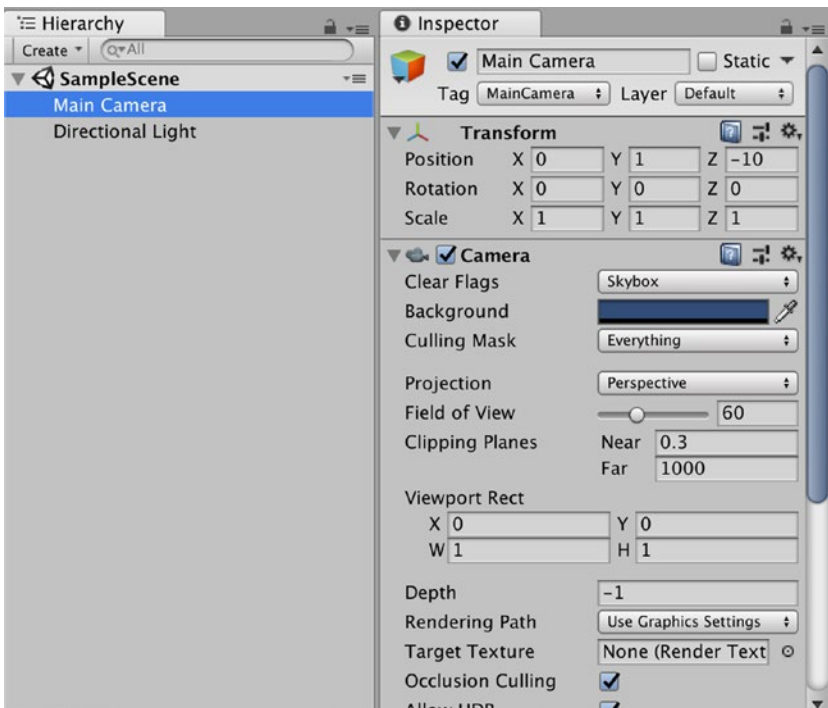 Hierarchy
Create All
SampleScene
Main Camera
Directional Light
Inspector
Main Camera Static
Tag MainCamera Layer Default
Transform
Position X 0 Y 1 Z -10
Rotation X 0 Y 0 Z 0
Scale X 1 Y 1 Z 1
Camera
Clear Flags Skybox
Background
Culling Mask Everything
Projection Perspective
Field of View 60
Clipping Planes Near 0.3
Far 1000
Viewport Rect
X 0 Y 0
W 1 H 1
Depth -1
Rendering Path Use Graphics Settings
Target Texture None (Render Text
Occlusion Culling
Allow HDR